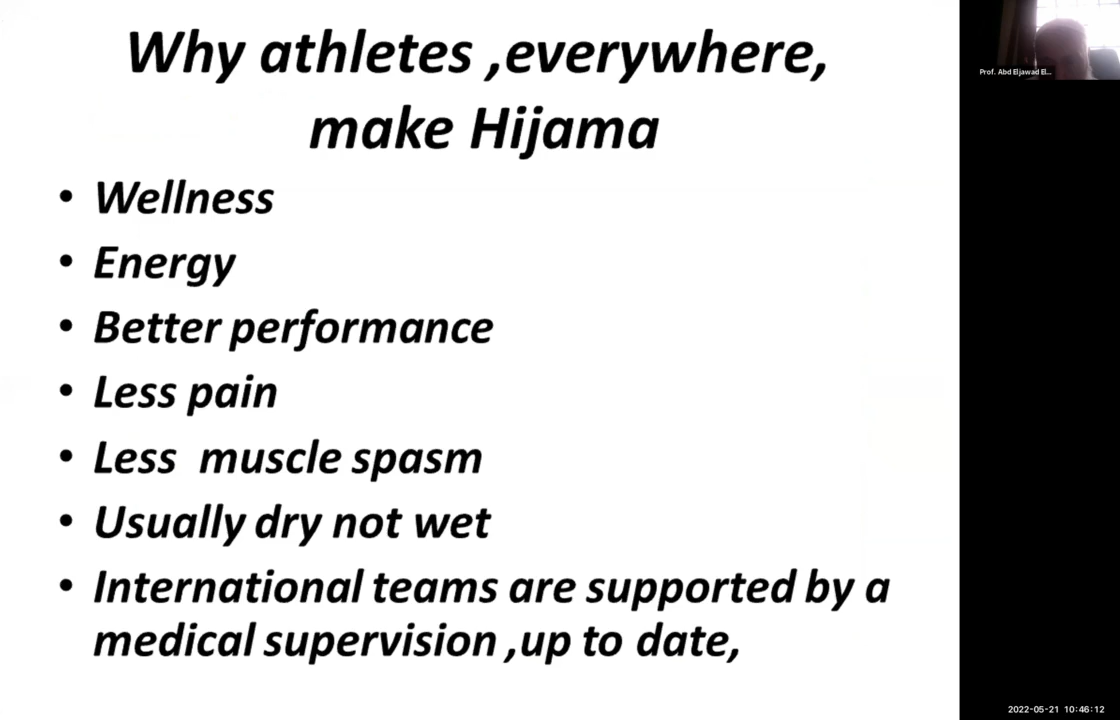 Why athletes ,everywhere,
make Hijama
• Wellness
• Energy
• Better performance
• Less pain
• Less  muscle spasm
• Usually dry not wet
• International teams are supported by a
medical supervision ,up to date,
Prof. Abd Eljawad El...
2022-05-21 10:46:12